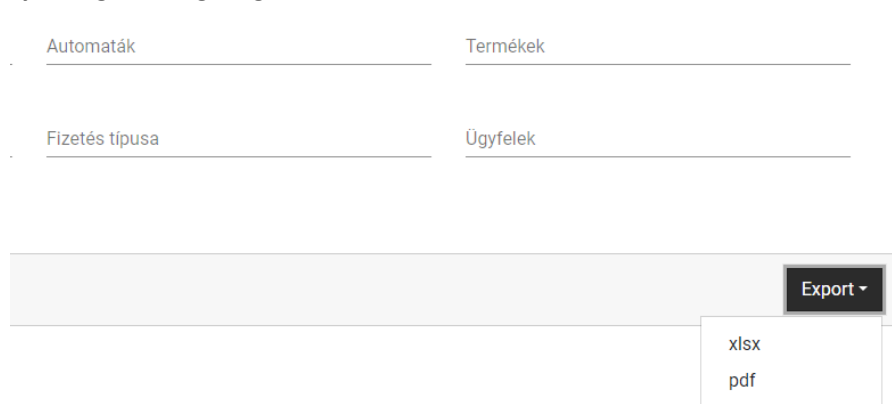 Automaták
Termékek
Fizetés típusa
Ügyfelek
Export
xlsx
pdf